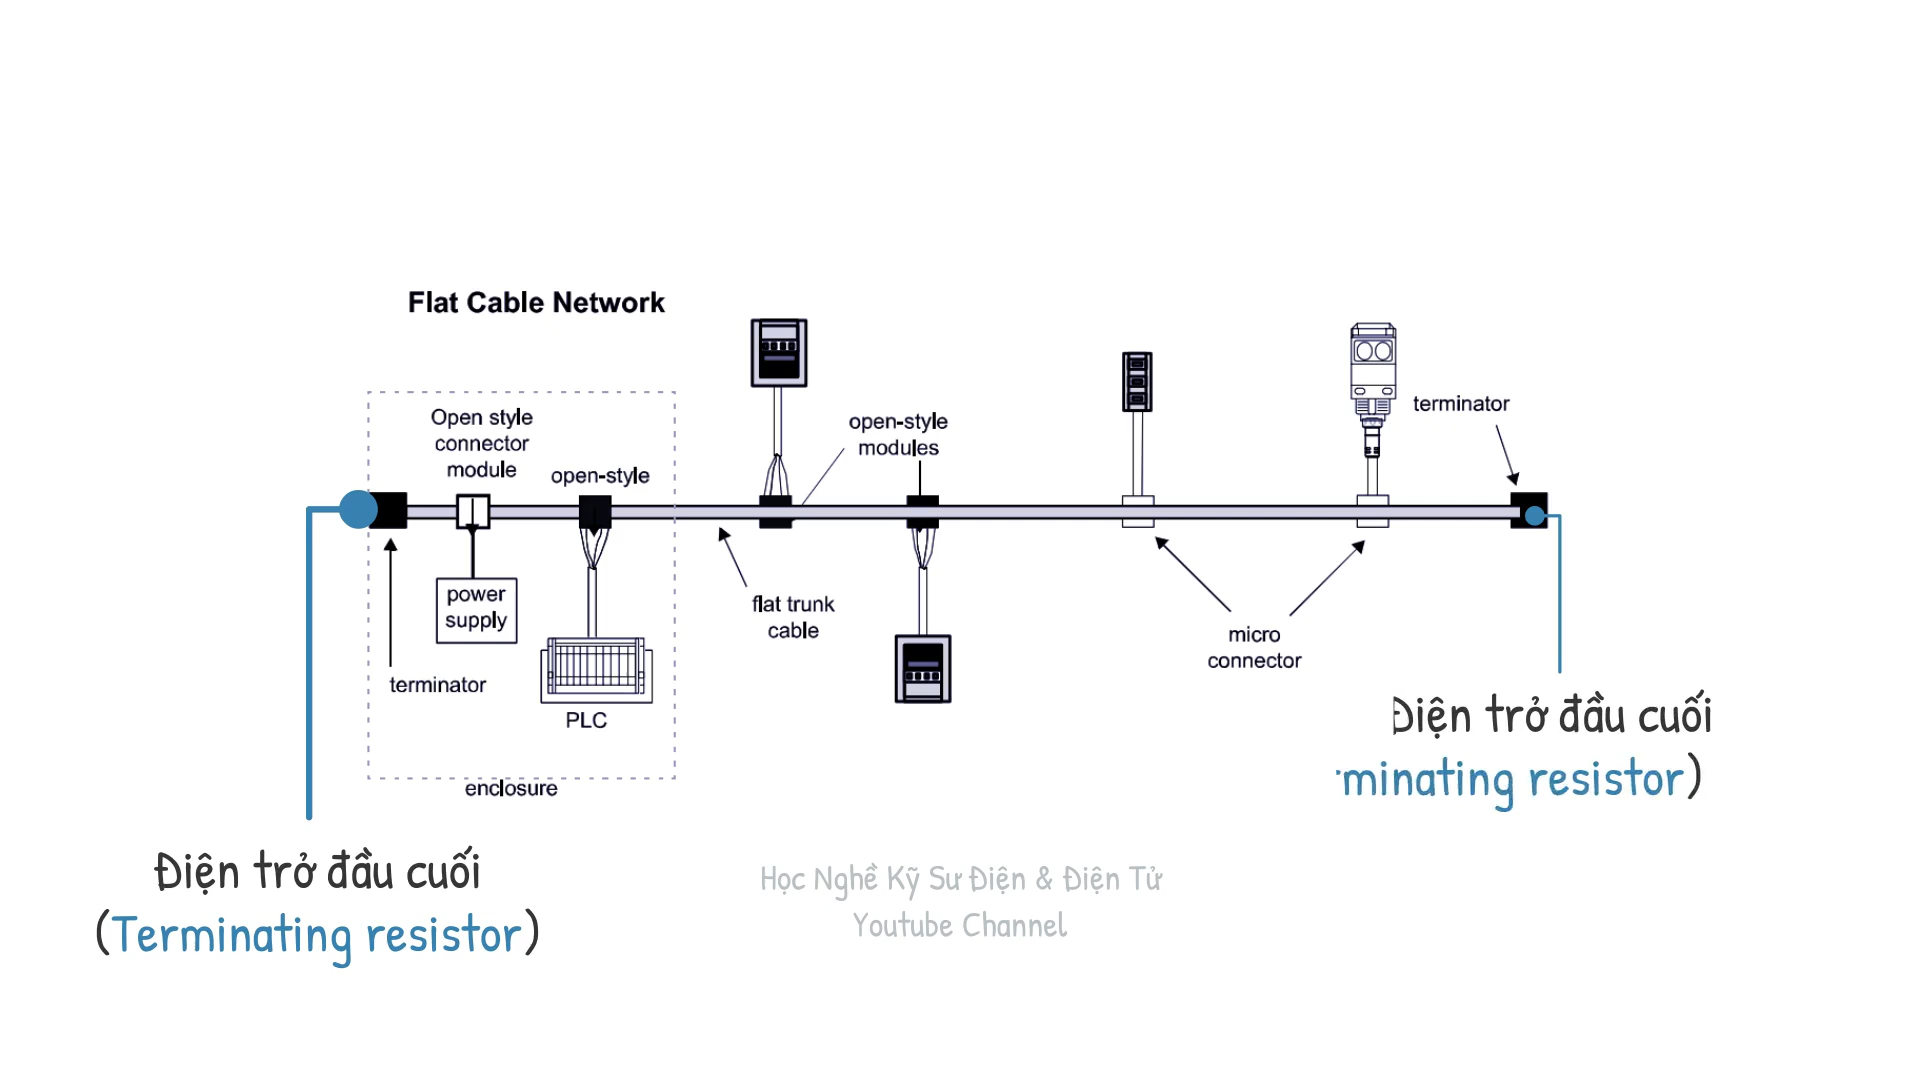 Flat Cable Network
Open style
connector
module
open-style
open-style
modules
terminator
power
supply
flat trunk
cable
micro
connector
terminator
PLC
enclosure
Điện trở đầu cuối
rminating resistor)
Điện trở đầu cuối
(Terminating resistor)
Học Nghề Kỹ Sư Điện & Điện Tử
Youtube Channel